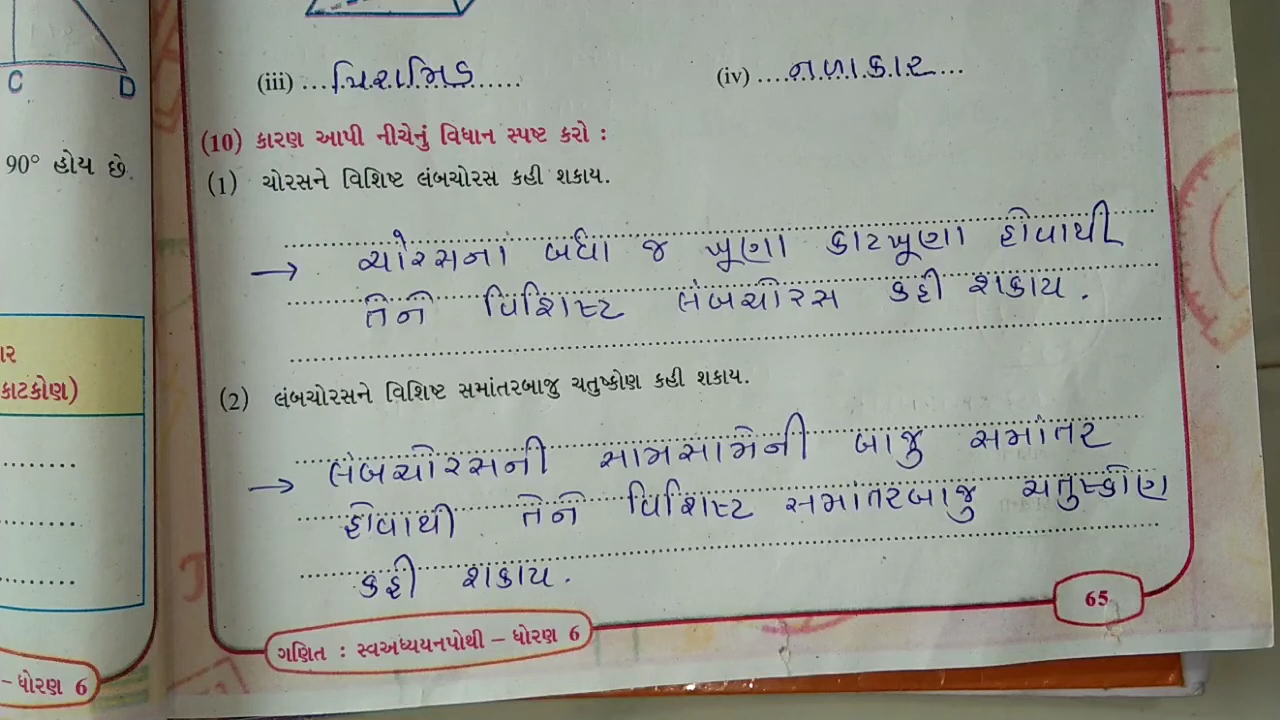 C D
90° હોય છે.
ાર
કાટકોણ)
- ધોરણ 6
(iii) ... પિરામિડ ...... (iv) .... નળાકાર ...
(10) કારણ આપી નીચેનું વિધાન સ્પષ્ટ કરો :
(1) ચોરસને વિશિષ્ટ લંબચોરસ કહી શકાય.
→ ચોરસના બધા જ ખૂણા કાટખૂણા હોવાથી
તેને વિશિષ્ટ લંબચોરસ કહી શકાય.
(2) લંબચોરસને વિશિષ્ટ સમાંતરબાજુ ચતુષ્કોણ કહી શકાય.
→ લંબચોરસની સામસામેની બાજુ સમાંતર
હોવાથી તેને વિશિષ્ટ સમાંતરબાજુ ચતુષ્કોણ
કહી શકાય.
65
ગણિત : સ્વઅધ્યયનપોથી – ધોરણ 6